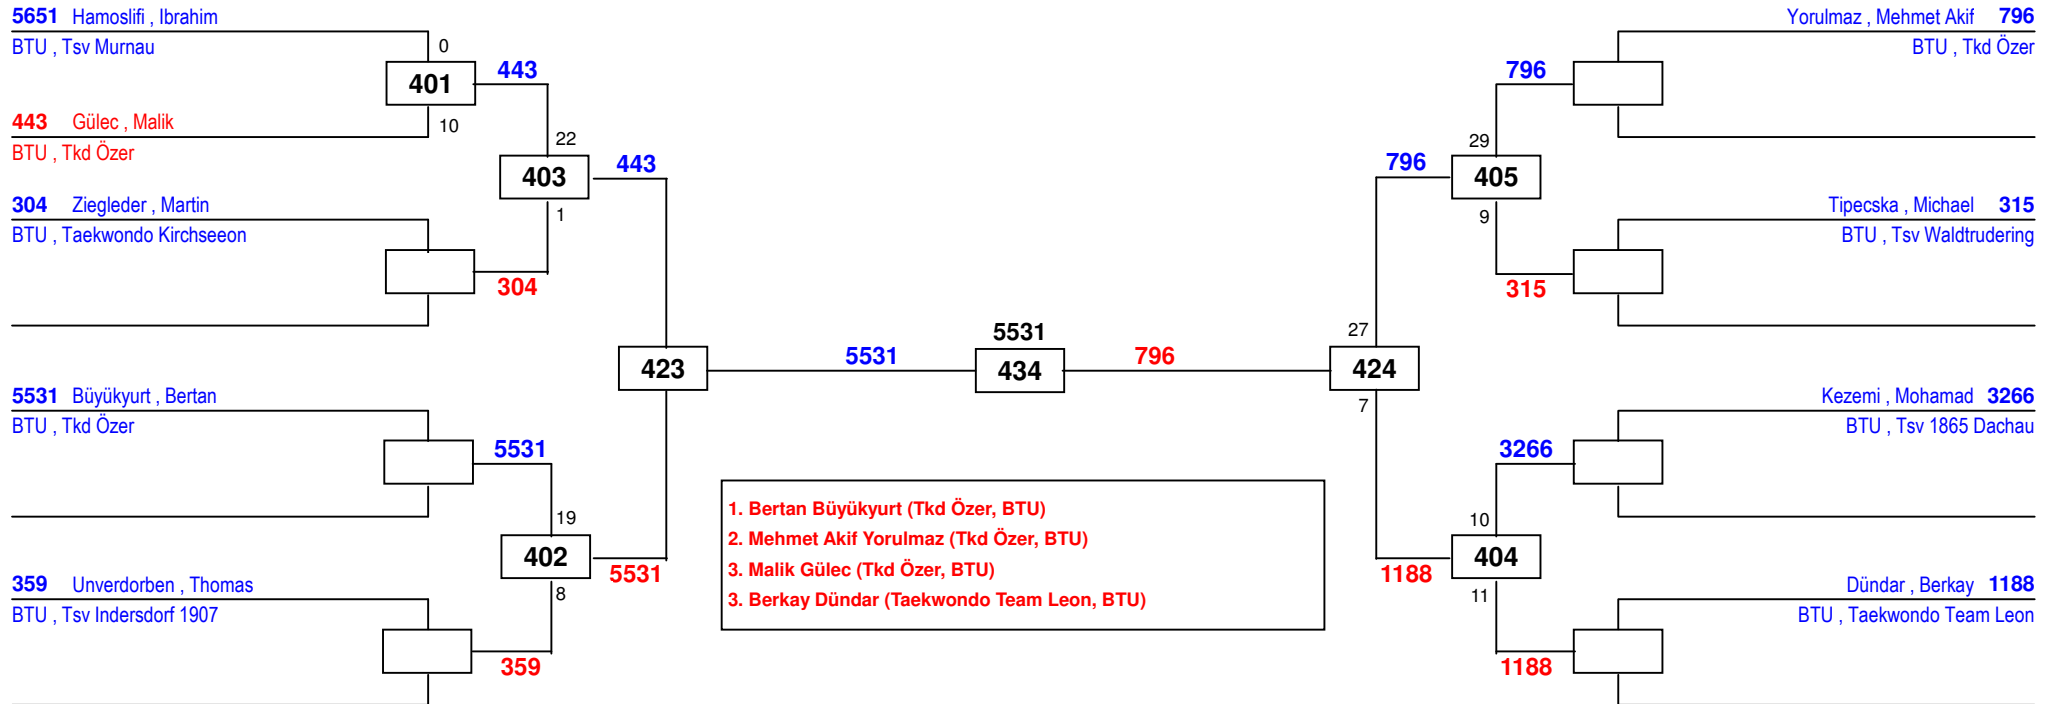 5651 Hamoslifi , Ibrahim
BTU , Tsv Murnau
0
401
443
10
443 Gülec , Malik
BTU , Tkd Özer
22
403
443
1
304 Ziegleder , Martin
BTU , Taekwondo Kirchseeon
304
423
5531
5531 Büyükyurt , Bertan
BTU , Tkd Özer
5531
19
402
5531
8
359 Unverdorben , Thomas
BTU , Tsv Indersdorf 1907
359
5531
434
796
1. Bertan Büyükyurt (Tkd Özer, BTU)
2. Mehmet Akif Yorulmaz (Tkd Özer, BTU)
3. Malik Gülec (Tkd Özer, BTU)
3. Berkay Dündar (Taekwondo Team Leon, BTU)
Yorulmaz , Mehmet Akif 796
BTU , Tkd Özer
796
29
796
405
9
Tipecska , Michael 315
BTU , Tsv Waldtrudering
315
27
424
7
Kezemi , Mohamad 3266
BTU , Tsv 1865 Dachau
3266
10
404
1188
11
Dündar , Berkay 1188
BTU , Taekwondo Team Leon
1188